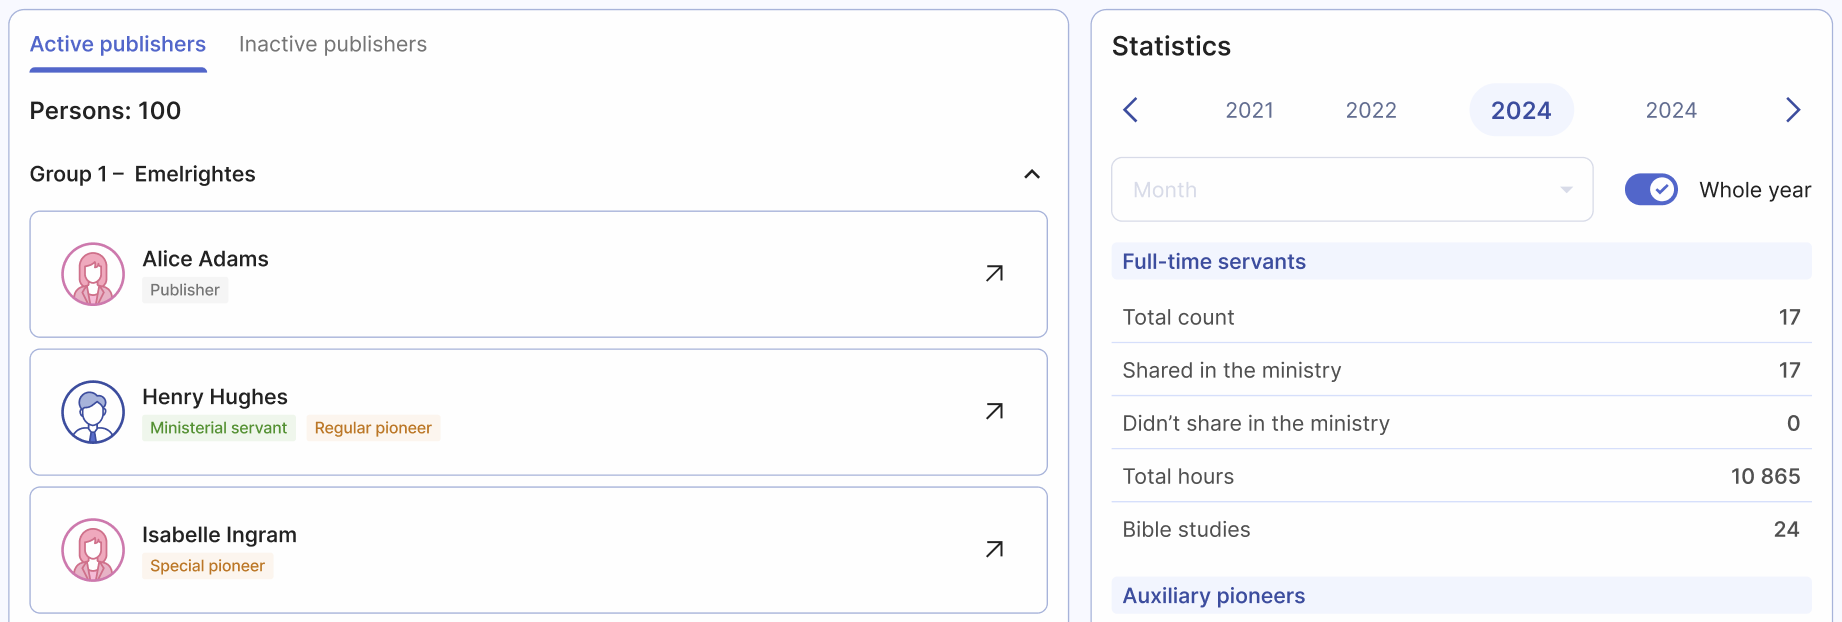 Active publishers
Inactive publishers
Persons: 100
Group 1 – Emelrightes
Alice Adams
Publisher
Henry Hughes
Ministerial servant
Regular pioneer
Isabelle Ingram
Special pioneer
Statistics
2021
2022
2024
2024
Month
Whole year
Full-time servants
Total count 17
Shared in the ministry 17
Didn’t share in the ministry 0
Total hours 10 865
Bible studies 24
Auxiliary pioneers